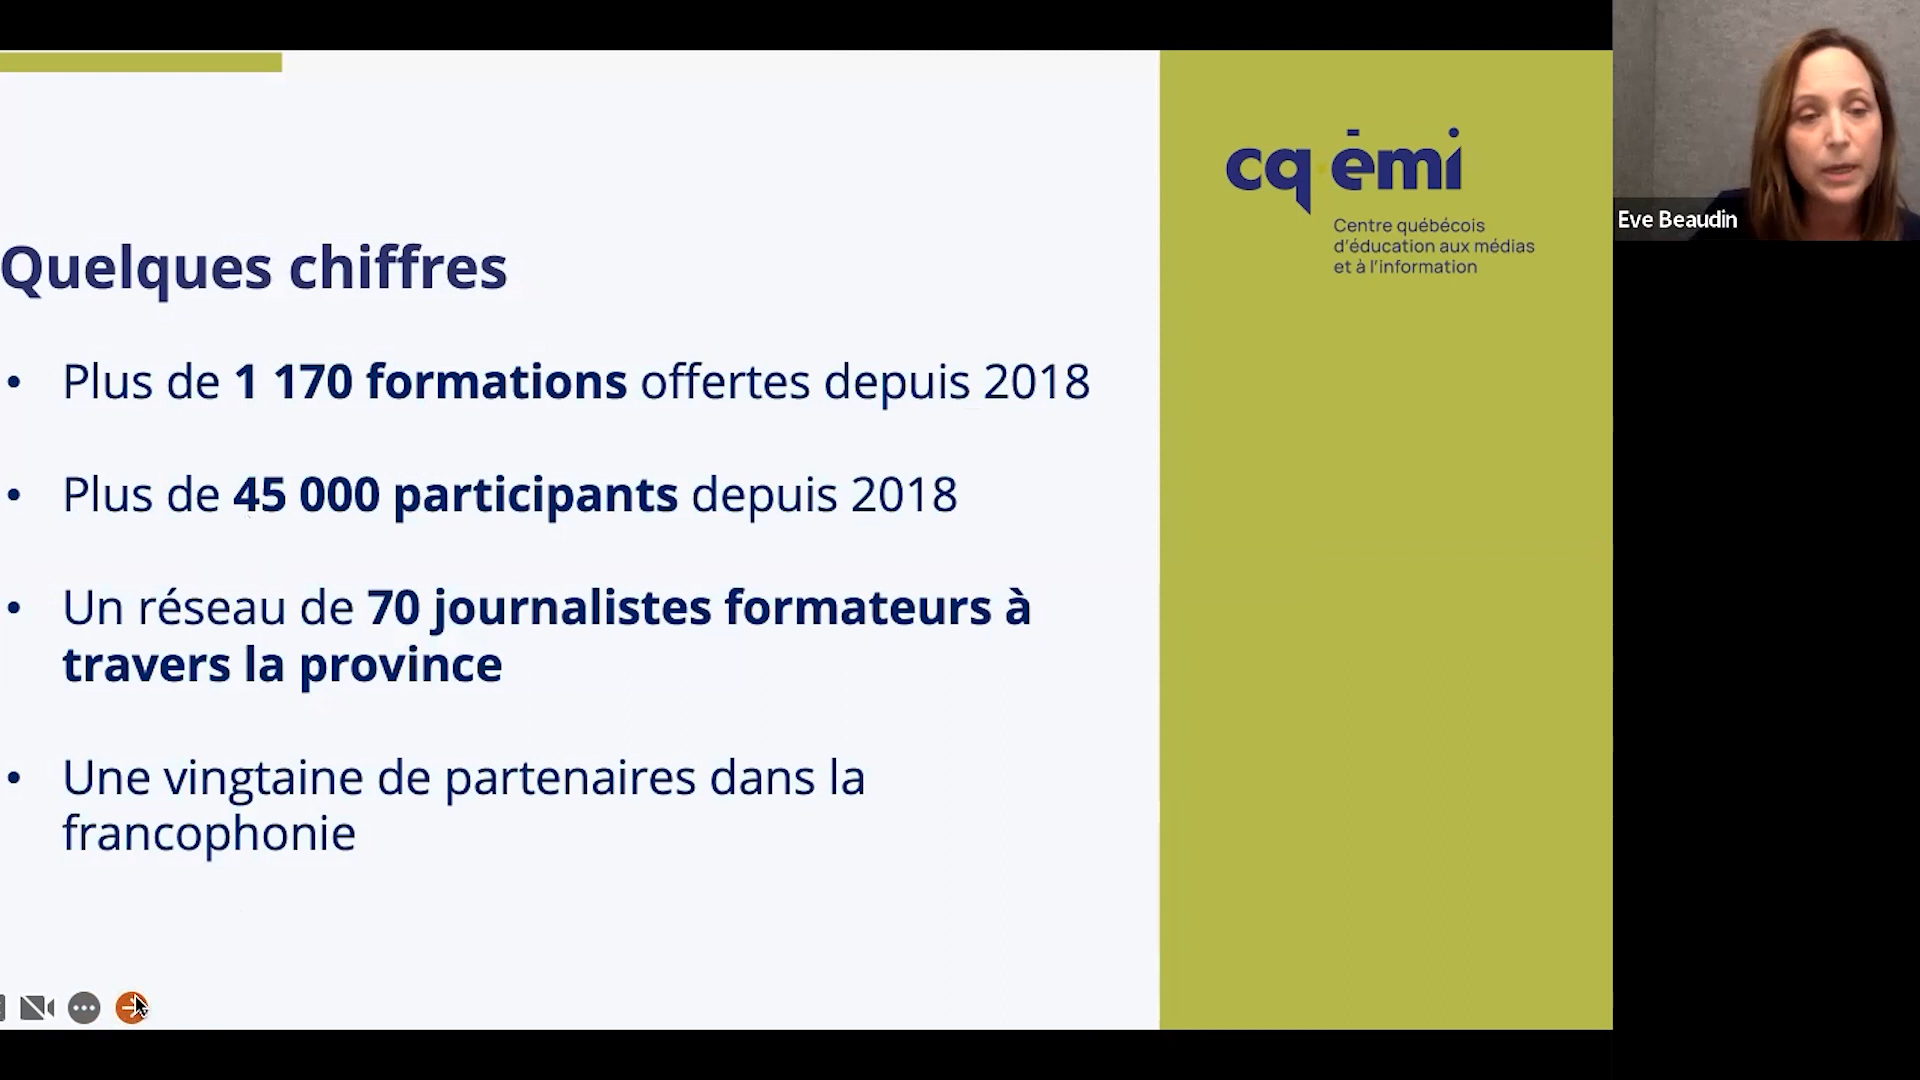 cq·émi
Centre québécois
d'éducation aux médias
et à l'information
Eve Beaudin
Quelques chiffres
• Plus de 1 170 formations offertes depuis 2018
• Plus de 45 000 participants depuis 2018
• Un réseau de 70 journalistes formateurs à
travers la province
• Une vingtaine de partenaires dans la
francophonie